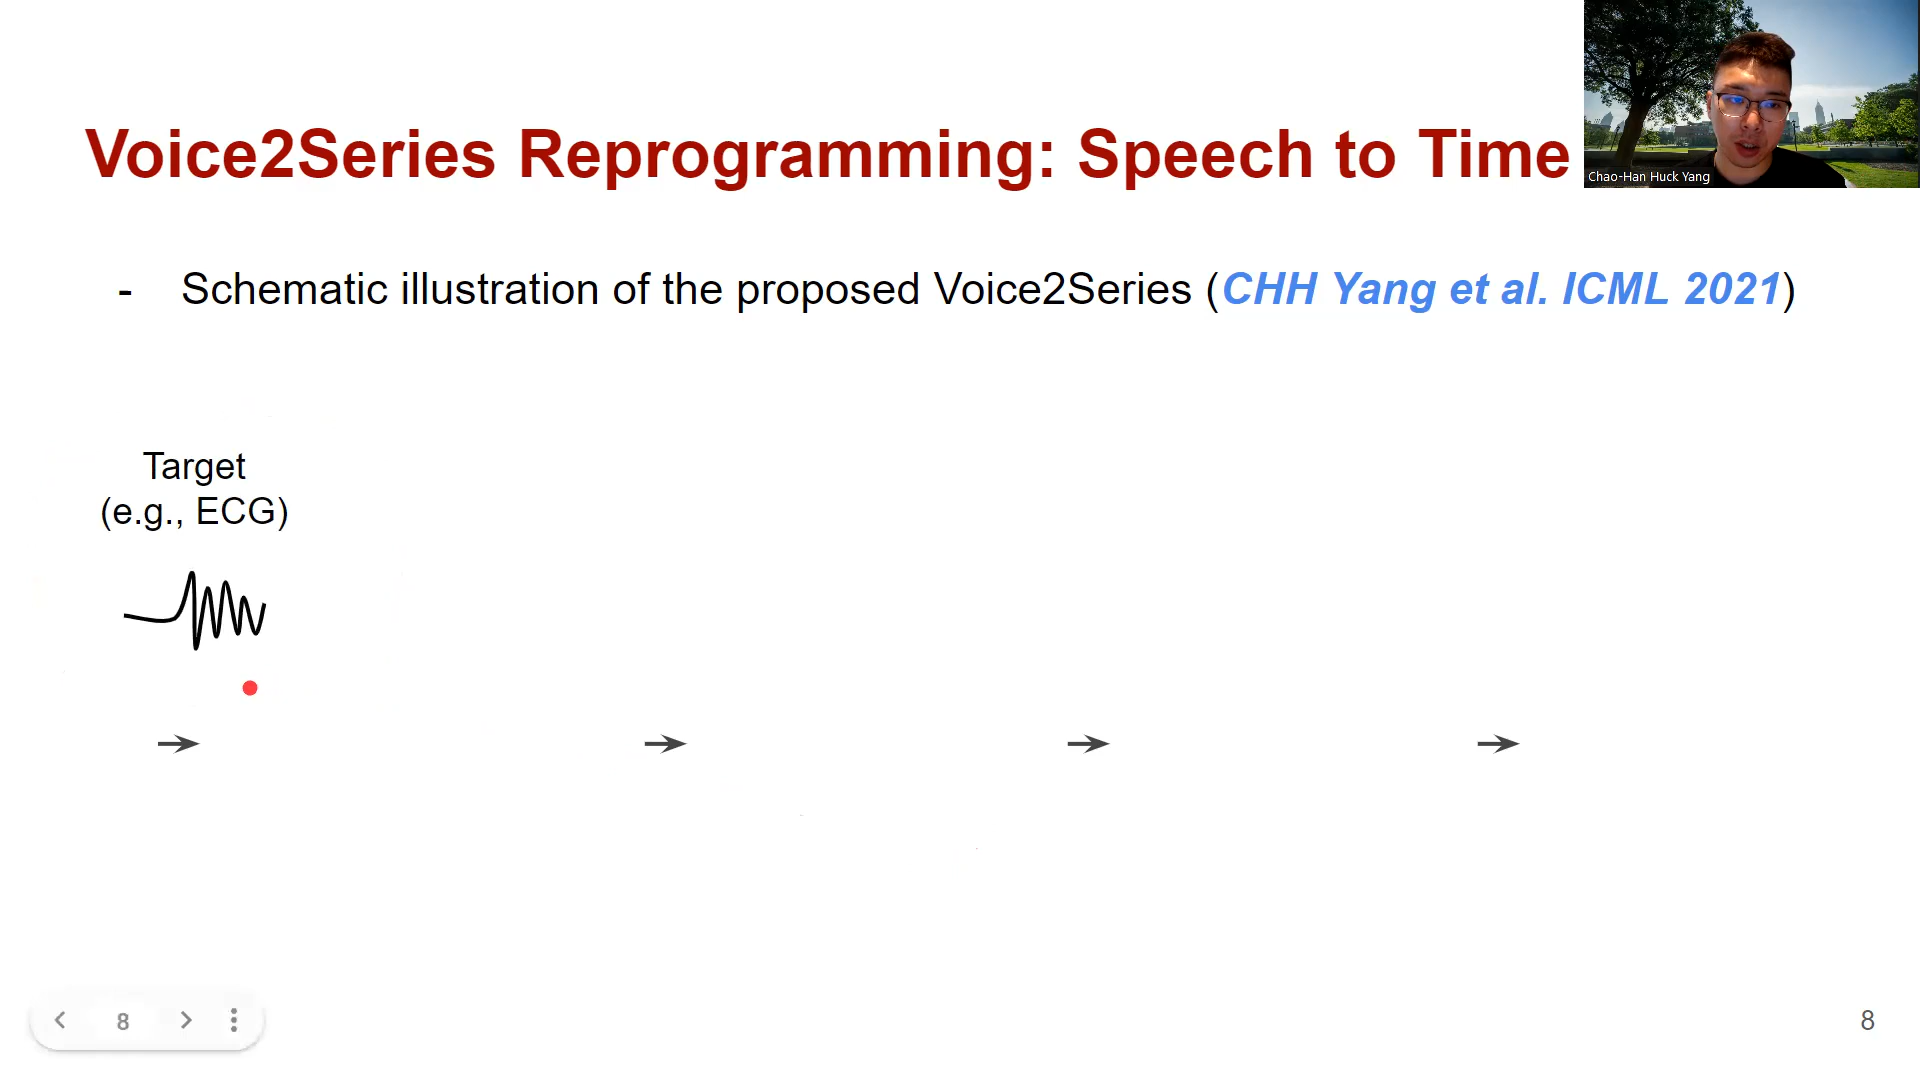 Voice2Series Reprogramming: Speech to Time
Chao-Han Huck Yang
- Schematic illustration of the proposed Voice2Series (CHH Yang et al. ICML 2021)
Target
(e.g., ECG)
8
8